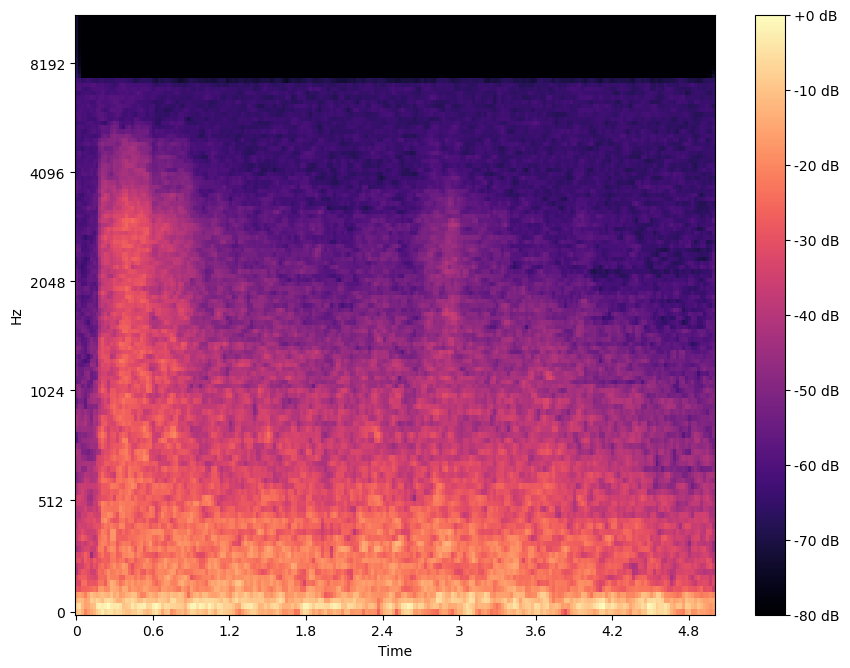 +0 dB
8192
-10 dB
-20 dB
4096
-30 dB
2048
Hz
-40 dB
1024
-50 dB
-60 dB
512
-70 dB
0
-80 dB
0 0.6 1.2 1.8 2.4 3 3.6 4.2 4.8
Time